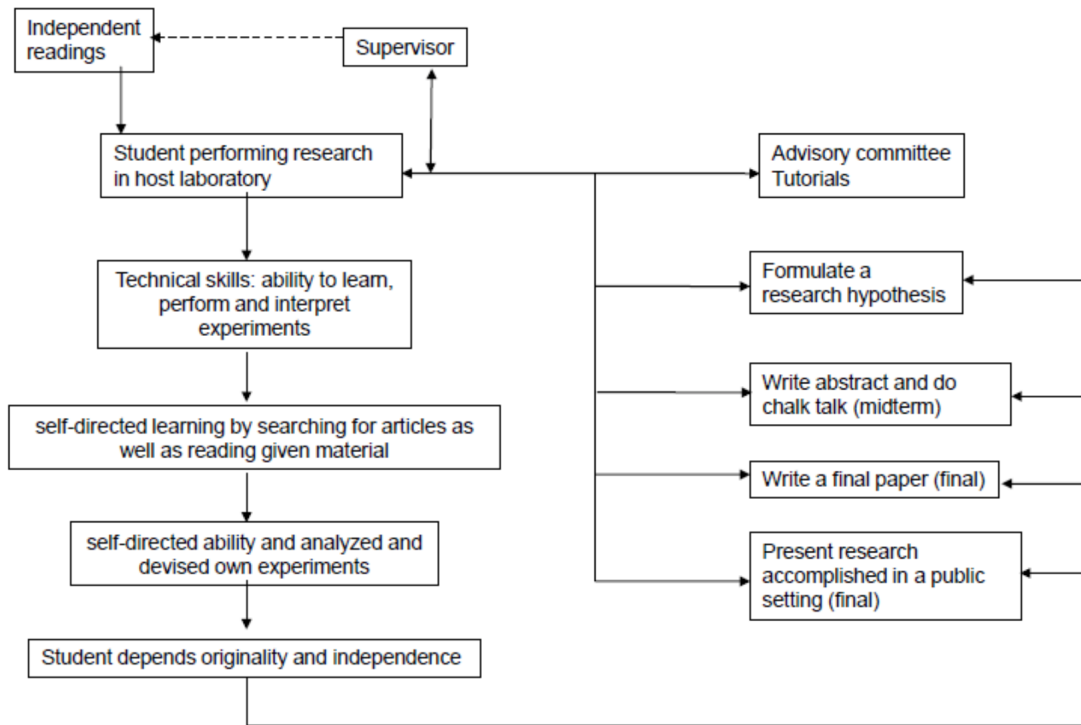 Independent
readings
Supervisor
Student performing research
in host laboratory
Advisory committee
Tutorials
Technical skills: ability to learn,
perform and interpret
experiments
Formulate a
research hypothesis
self-directed learning by searching for articles as
well as reading given material
Write abstract and do
chalk talk (midterm)
Write a final paper (final)
self-directed ability and analyzed and
devised own experiments
Present research
accomplished in a public
setting (final)
Student depends originality and independence